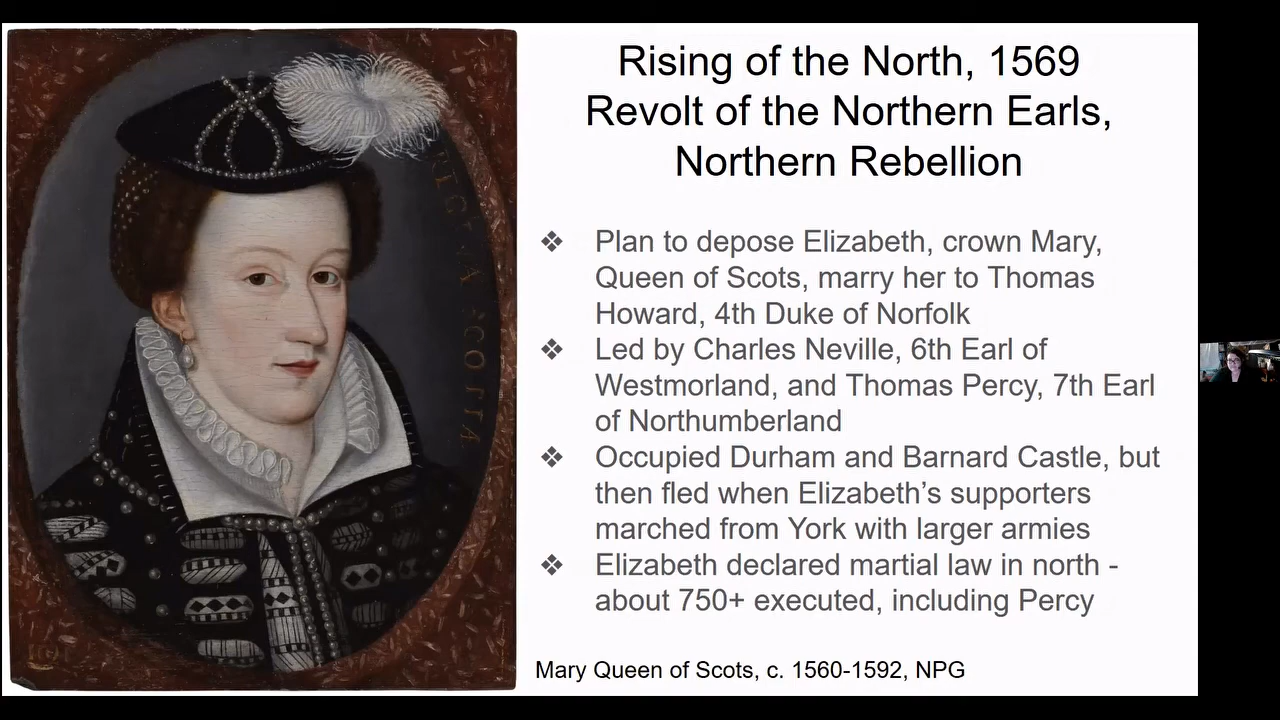 Rising of the North, 1569
Revolt of the Northern Earls,
Northern Rebellion
❖ Plan to depose Elizabeth, crown Mary,
Queen of Scots, marry her to Thomas
Howard, 4th Duke of Norfolk
❖ Led by Charles Neville, 6th Earl of
Westmorland, and Thomas Percy, 7th Earl
of Northumberland
❖ Occupied Durham and Barnard Castle, but
then fled when Elizabeth’s supporters
marched from York with larger armies
❖ Elizabeth declared martial law in north -
about 750+ executed, including Percy
Mary Queen of Scots, c. 1560-1592, NPG